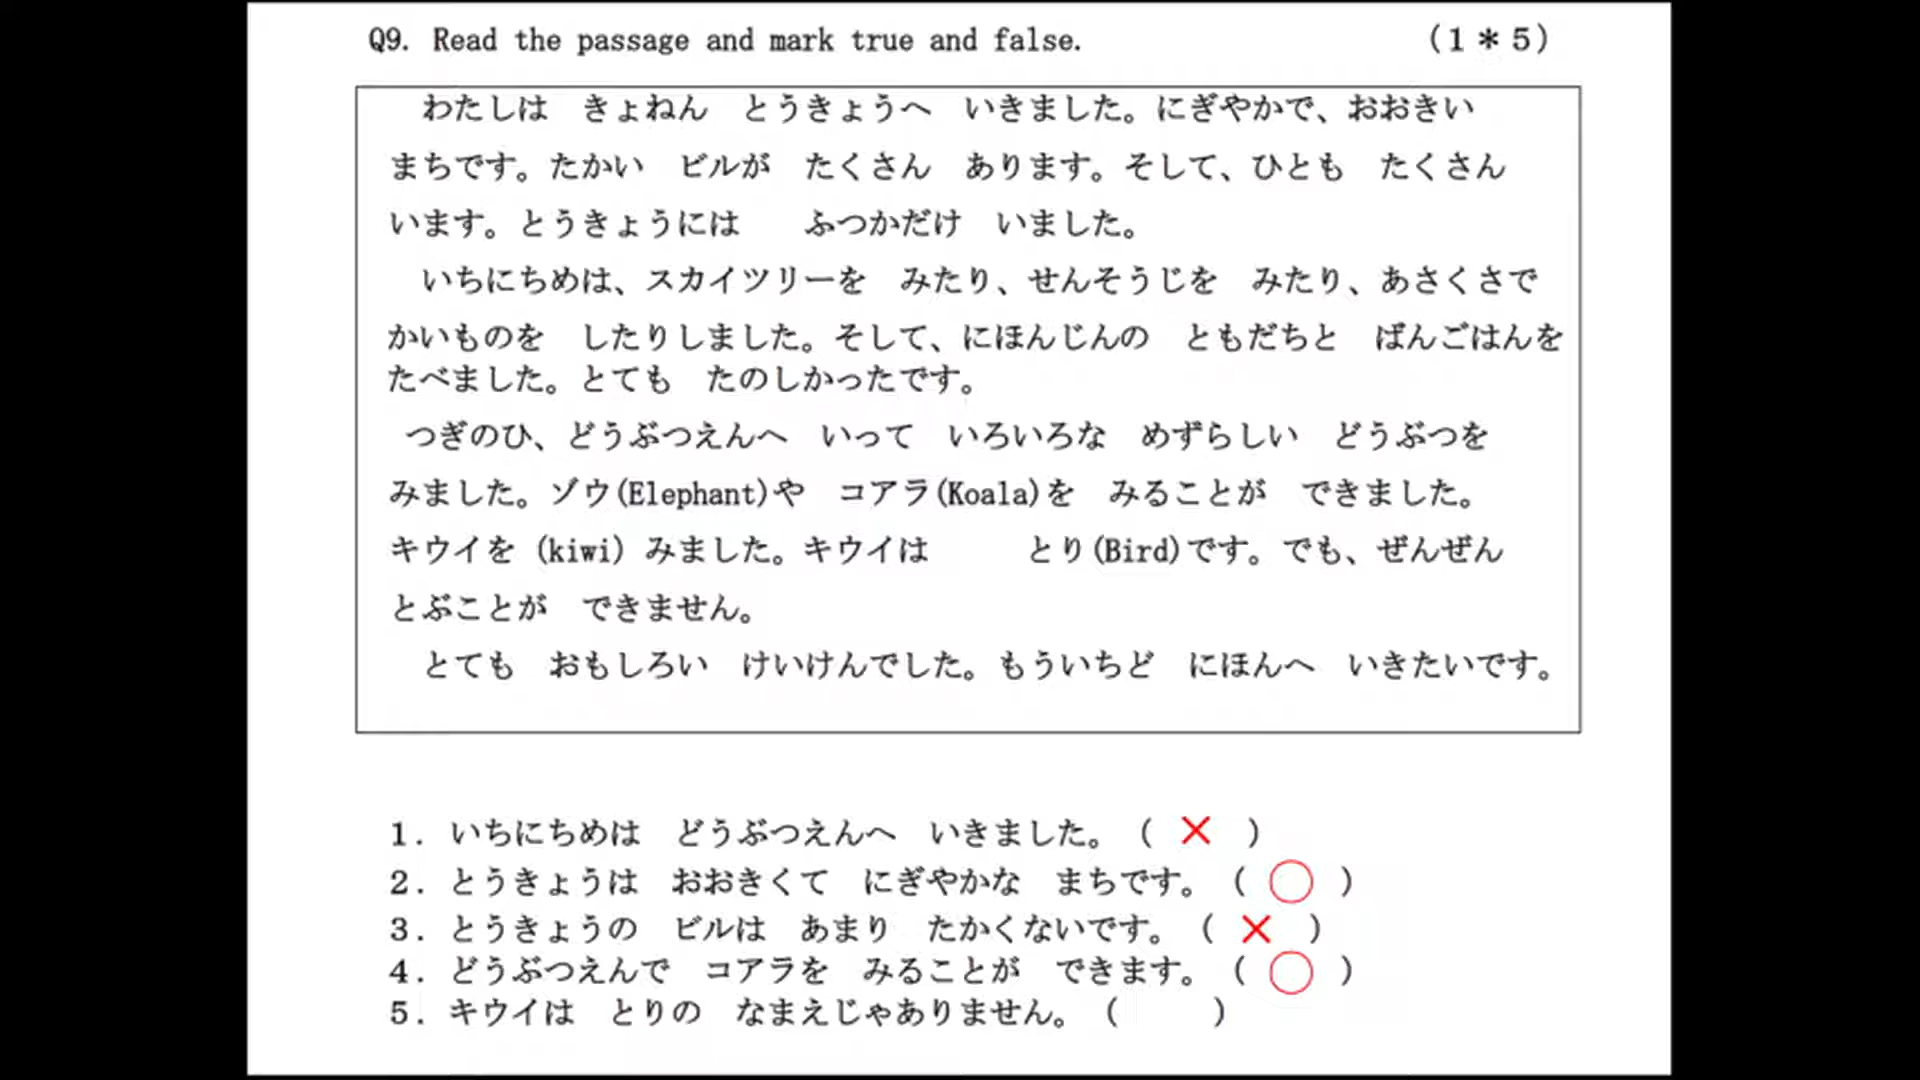 Q9. Read the passage and mark true and false. (1＊5)
わたしは　きょねん　とうきょうへ　いきました。にぎやかで、おおきい
まちです。たかい　ビルが　たくさん　あります。そして、ひとも　たくさん
います。とうきょうには　　ふつかだけ　いました。
いちにちめは、スカイツリーを　みたり、せんそうじを　みたり、あさくさで
かいものを　したりしました。そして、にほんじんの　ともだちと　ばんごはんを
たべました。とても　たのしかったです。
つぎのひ、どうぶつえんへ　いって　いろいろな　めずらしい　どうぶつを
みました。ゾウ(Elephant)や　コアラ(Koala)を　みることが　できました。
キウイを (kiwi) みました。キウイは　　　とり(Bird)です。でも、ぜんぜん
とぶことが　できません。
とても　おもしろい　けいけんでした。もういちど　にほんへ　いきたいです。
1. いちにちめは　どうぶつえんへ　いきました。( × )
2. とうきょうは　おおきくて　にぎやかな　まちです。( ○ )
3. とうきょうの　ビルは　あまり　たかくないです。( × )
4. どうぶつえんで　コアラを　みることが　できます。( ○ )
5. キウイは　とりの　なまえじゃありません。(　　)